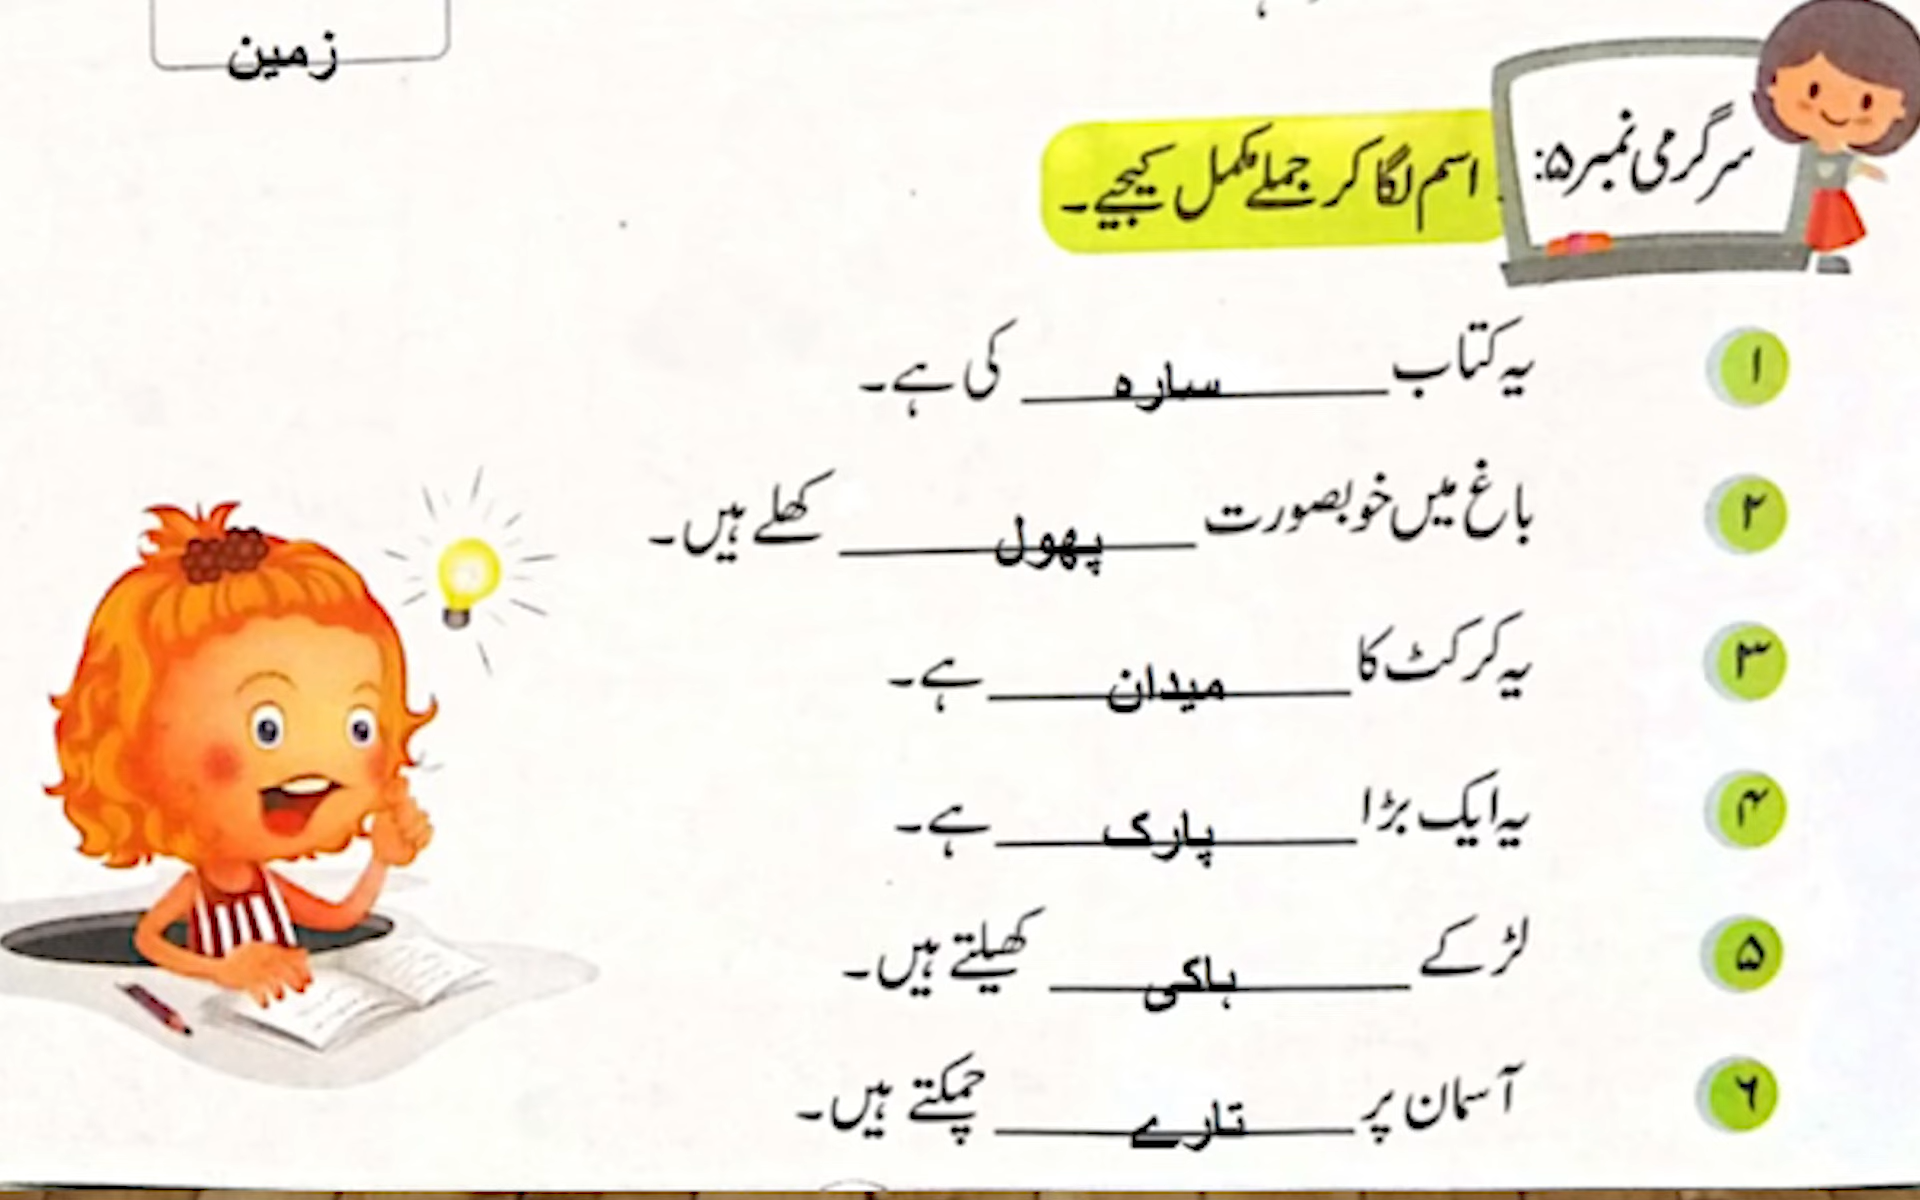 زمین
سرگرمی نمبر ۵:
اسم لگا کر جملے مکمل کیجیے۔
۱ یہ کتاب سارہ کی ہے۔
۲ باغ میں خوبصورت پھول کھلے ہیں۔
۳ یہ کرکٹ کا میدان ہے۔
۴ یہ ایک بڑا پارک ہے۔
۵ لڑکے ہاکی کھیلتے ہیں۔
۶ آسمان پر تارے چمکتے ہیں۔